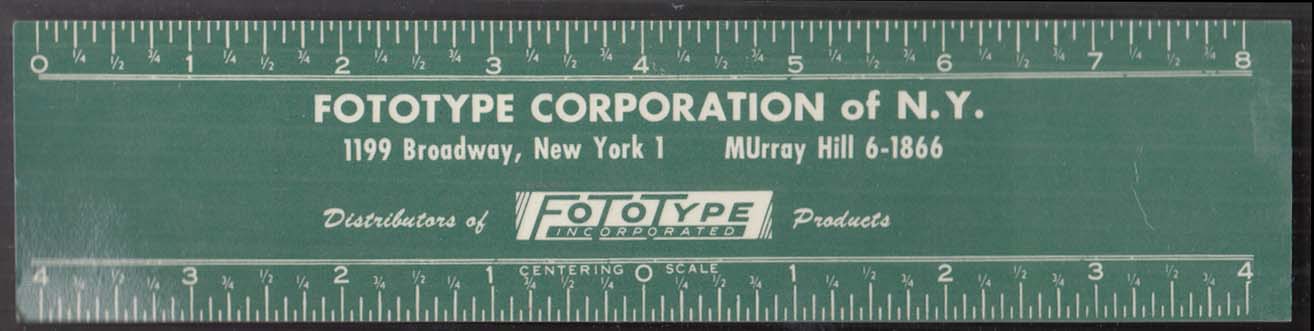 0 1/4 1/2 3/4 1 1/4 1/2 3/4 2 1/4 1/2 3/4 3 1/4 1/2 3/4 4 1/4 1/2 3/4 5 1/4 1/2 3/4 6 1/4 1/2 3/4 7 1/4 1/2 3/4 8
FOTOTYPE CORPORATION of N.Y.
1199 Broadway, New York 1 MUrray Hill 6-1866
Distributors of FOTOTYPE INCORPORATED Products
CENTERING 0 SCALE
4 3/4 1/2 1/4 3 3/4 1/2 1/4 2 3/4 1/2 1/4 1 3/4 1/2 1/4 1/4 1/2 3/4 1 1/4 1/2 3/4 2 1/4 1/2 3/4 3 1/4 1/2 3/4 4